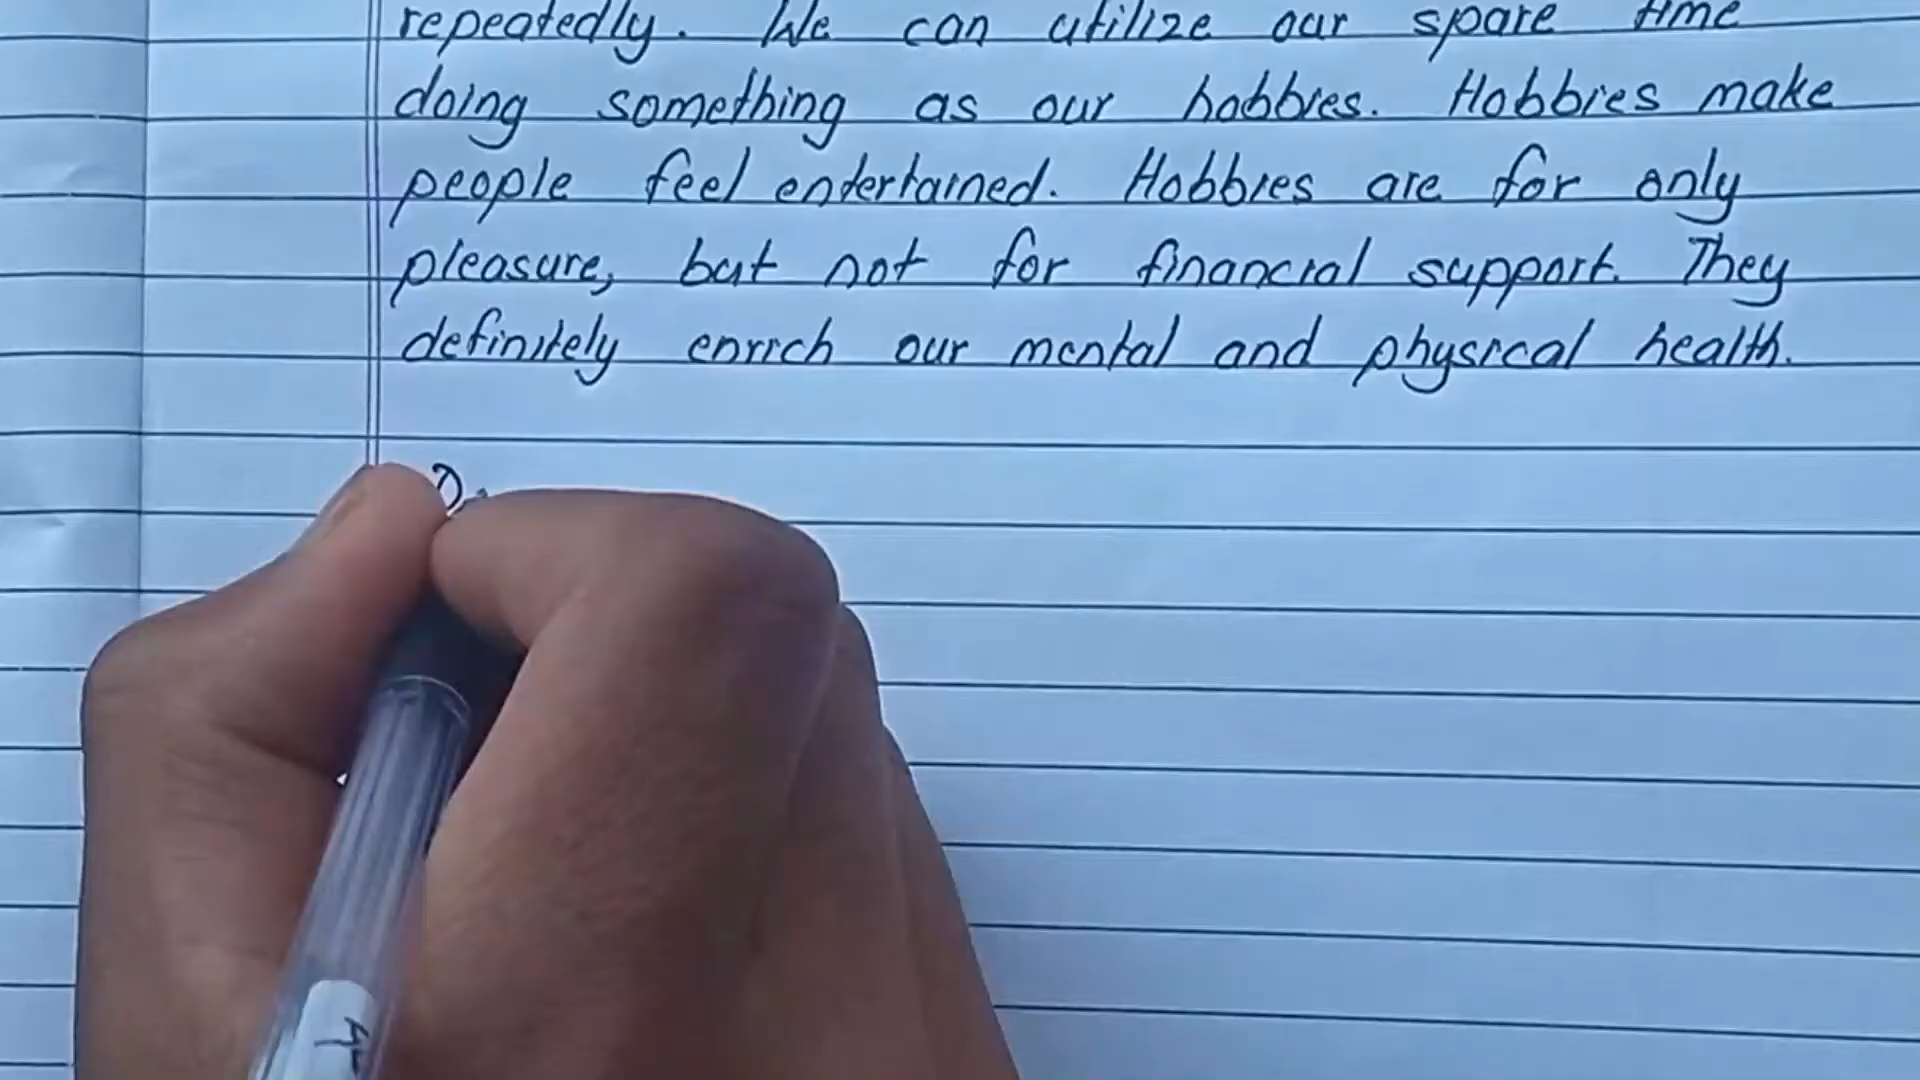 repeatedly. We can utilize our spare time
doing something as our hobbies. Hobbies make
people feel entertained. Hobbies are for only
pleasure, but not for financial support. They
definitely enrich our mental and physical health.